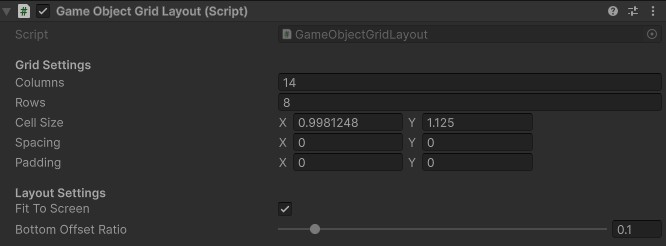 Game Object Grid Layout (Script)
Script GameObjectGridLayout
Grid Settings
Columns 14
Rows 8
Cell Size X 0.9981248 Y 1.125
Spacing X 0 Y 0
Padding X 0 Y 0
Layout Settings
Fit To Screen
Bottom Offset Ratio 0.1